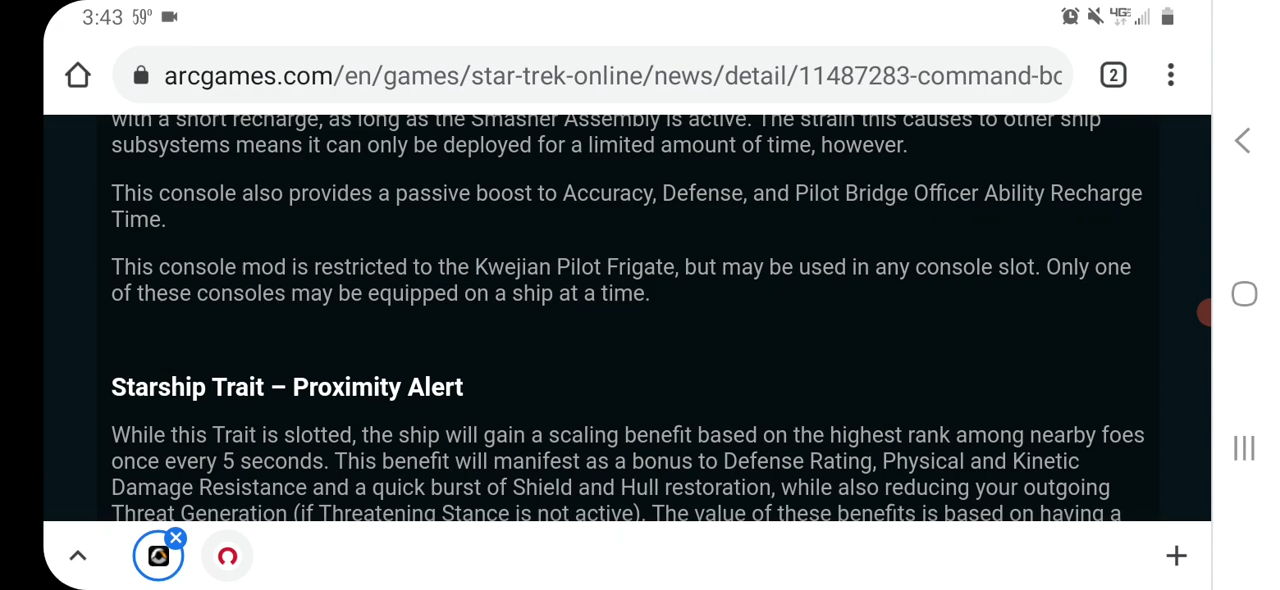 3:43 59°
4GE
arcgames.com/en/games/star-trek-online/news/detail/11487283-command-bo
2
with a short recharge, as long as the Smasher Assembly is active. The strain this causes to other ship
subsystems means it can only be deployed for a limited amount of time, however.
This console also provides a passive boost to Accuracy, Defense, and Pilot Bridge Officer Ability Recharge
Time.
This console mod is restricted to the Kwejian Pilot Frigate, but may be used in any console slot. Only one
of these consoles may be equipped on a ship at a time.
Starship Trait – Proximity Alert
While this Trait is slotted, the ship will gain a scaling benefit based on the highest rank among nearby foes
once every 5 seconds. This benefit will manifest as a bonus to Defense Rating, Physical and Kinetic
Damage Resistance and a quick burst of Shield and Hull restoration, while also reducing your outgoing
Threat Generation (if Threatening Stance is not active). The value of these benefits is based on having a